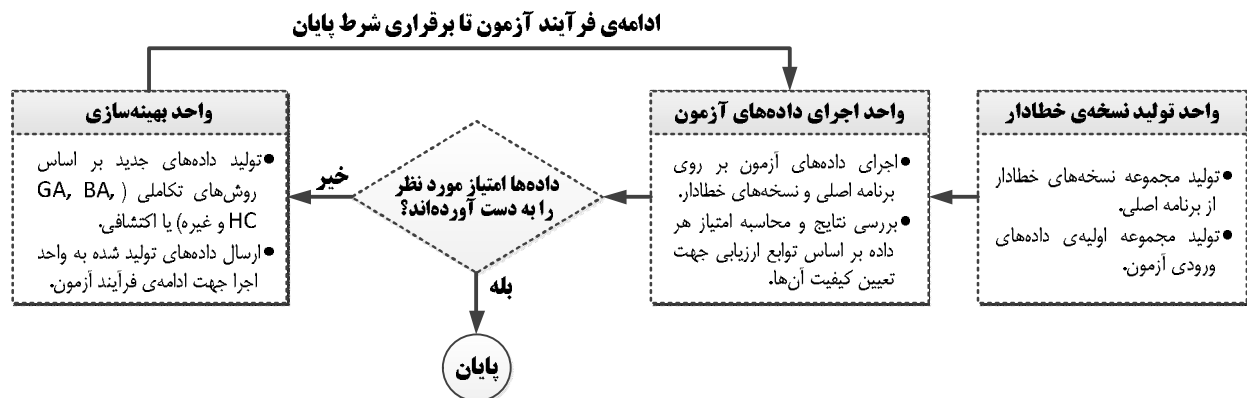 ادامه‌ی فرآیند آزمون تا برقراری شرط پایان
واحد تولید نسخه‌ی خطادار
● تولید مجموعه نسخه‌های خطادار
از برنامه اصلی.
● تولید مجموعه اولیه‌ی داده‌های
ورودی آزمون.
واحد اجرای داده‌های آزمون
● اجرای داده‌های آزمون بر روی
برنامه اصلی و نسخه‌های خطادار.
● بررسی نتایج و محاسبه امتیاز هر
داده بر اساس توابع ارزیابی جهت
تعیین کیفیت آن‌ها.
داده‌ها امتیاز مورد نظر
را به دست آورده‌اند؟
خیر
بله
پایان
واحد بهینه‌سازی
● تولید داده‌های جدید بر اساس
روش‌های تکاملی ( GA, BA,
HC و غیره) یا اکتشافی.
● ارسال داده‌های تولید شده به واحد
اجرا جهت ادامه‌ی فرآیند آزمون.